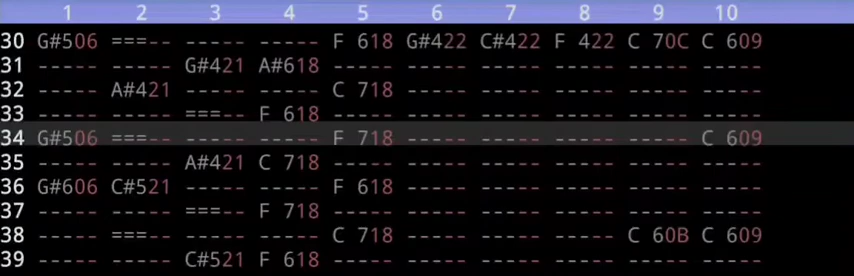 1 2 3 4 5 6 7 8 9 10
30 G#506 ===-- ----- ----- F 618 G#422 C#422 F 422 C 70C C 609
31 ----- ----- G#421 A#618 ----- ----- ----- ----- ----- -----
32 ----- A#421 ----- ----- C 718 ----- ----- ----- ----- -----
33 ----- ----- ===-- F 618 ----- ----- ----- ----- ----- -----
34 G#506 ===-- ----- ----- F 718 ----- ----- ----- ----- C 609
35 ----- ----- A#421 C 718 ----- ----- ----- ----- ----- -----
36 G#606 C#521 ----- ----- F 618 ----- ----- ----- ----- -----
37 ----- ----- ===-- F 718 ----- ----- ----- ----- ----- -----
38 ----- ===-- ----- ----- C 718 ----- ----- ----- C 60B C 609
39 ----- ----- C#521 F 618 ----- ----- ----- ----- ----- -----